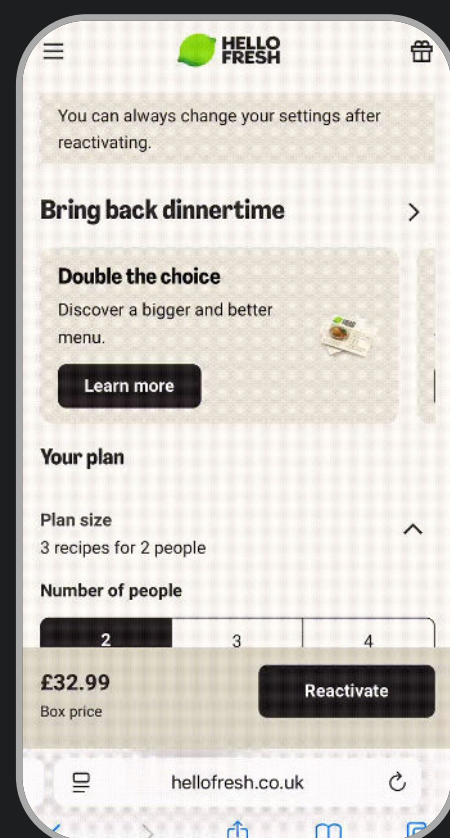 HELLO
FRESH
You can always change your settings after
reactivating.
Bring back dinnertime
Double the choice
Discover a bigger and better
menu.
Learn more
Your plan
Plan size
3 recipes for 2 people
Number of people
2 3 4
£32.99
Box price
Reactivate
hellofresh.co.uk